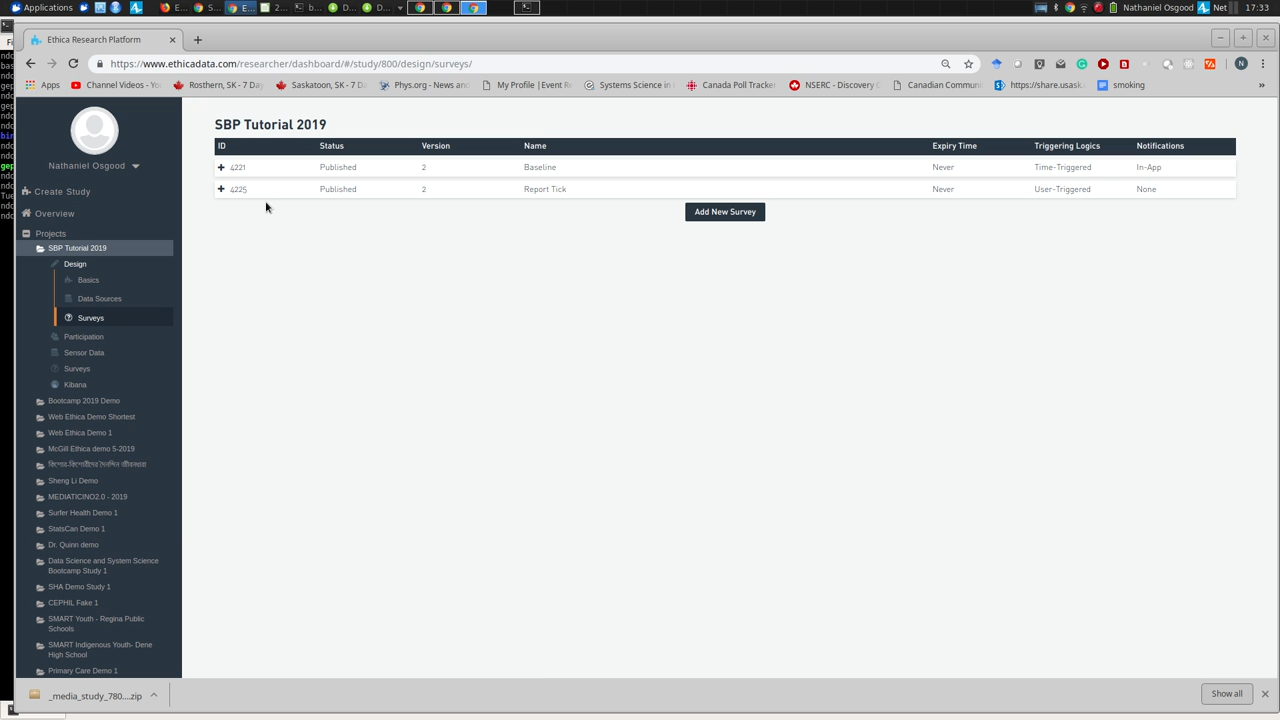 Applications
E...
S...
E...
b...
D...
D...
Nathaniel Osgood
Net
17:33
Ethica Research Platform
https://www.ethicadata.com/researcher/dashboard/#/study/800/design/surveys/
N
Apps
Channel Videos - Yo
Rosthern, SK - 7 Day
Saskatoon, SK - 7 D
Phys.org - News and
My Profile | Event R
Systems Science in
Canada Poll Tracker
NSERC - Discovery
Canadian Commun
https://share.usask.
smoking
»
Nathaniel Osgood
Create Study
Overview
Projects
SBP Tutorial 2019
Design
Basics
Data Sources
Surveys
Participation
Sensor Data
Surveys
Kibana
Bootcamp 2019 Demo
Web Ethica Demo Shortest
Web Ethica Demo 1
McGill Ethica demo 5-2019
কিশোর-কিশোরীদের দৈনন্দিন জীবনধারা
Sheng Li Demo
MEDIATICINO2.0 - 2019
Surfer Health Demo 1
StatsCan Demo 1
Dr. Quinn demo
Data Science and System Science
Bootcamp Study 1
SHA Demo Study 1
CEPHIL Fake 1
SMART Youth - Regina Public
Schools
SMART Indigenous Youth- Dene
High School
Primary Care Demo 1
SBP Tutorial 2019
ID Status Version Name Expiry Time Triggering Logics Notifications
4221 Published 2 Baseline Never Time-Triggered In-App
4225 Published 2 Report Tick Never User-Triggered None
Add New Survey
_media_study_780....zip
Show all